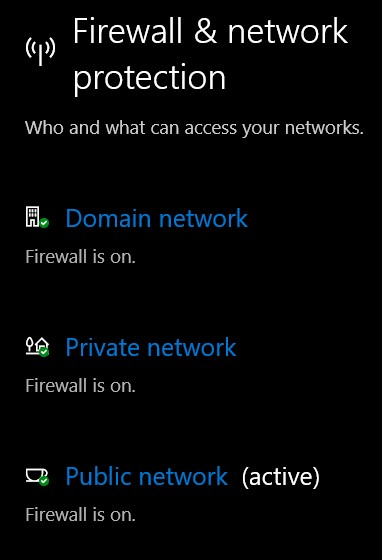 Firewall & network
protection
Who and what can access your networks.
Domain network
Firewall is on.
Private network
Firewall is on.
Public network (active)
Firewall is on.